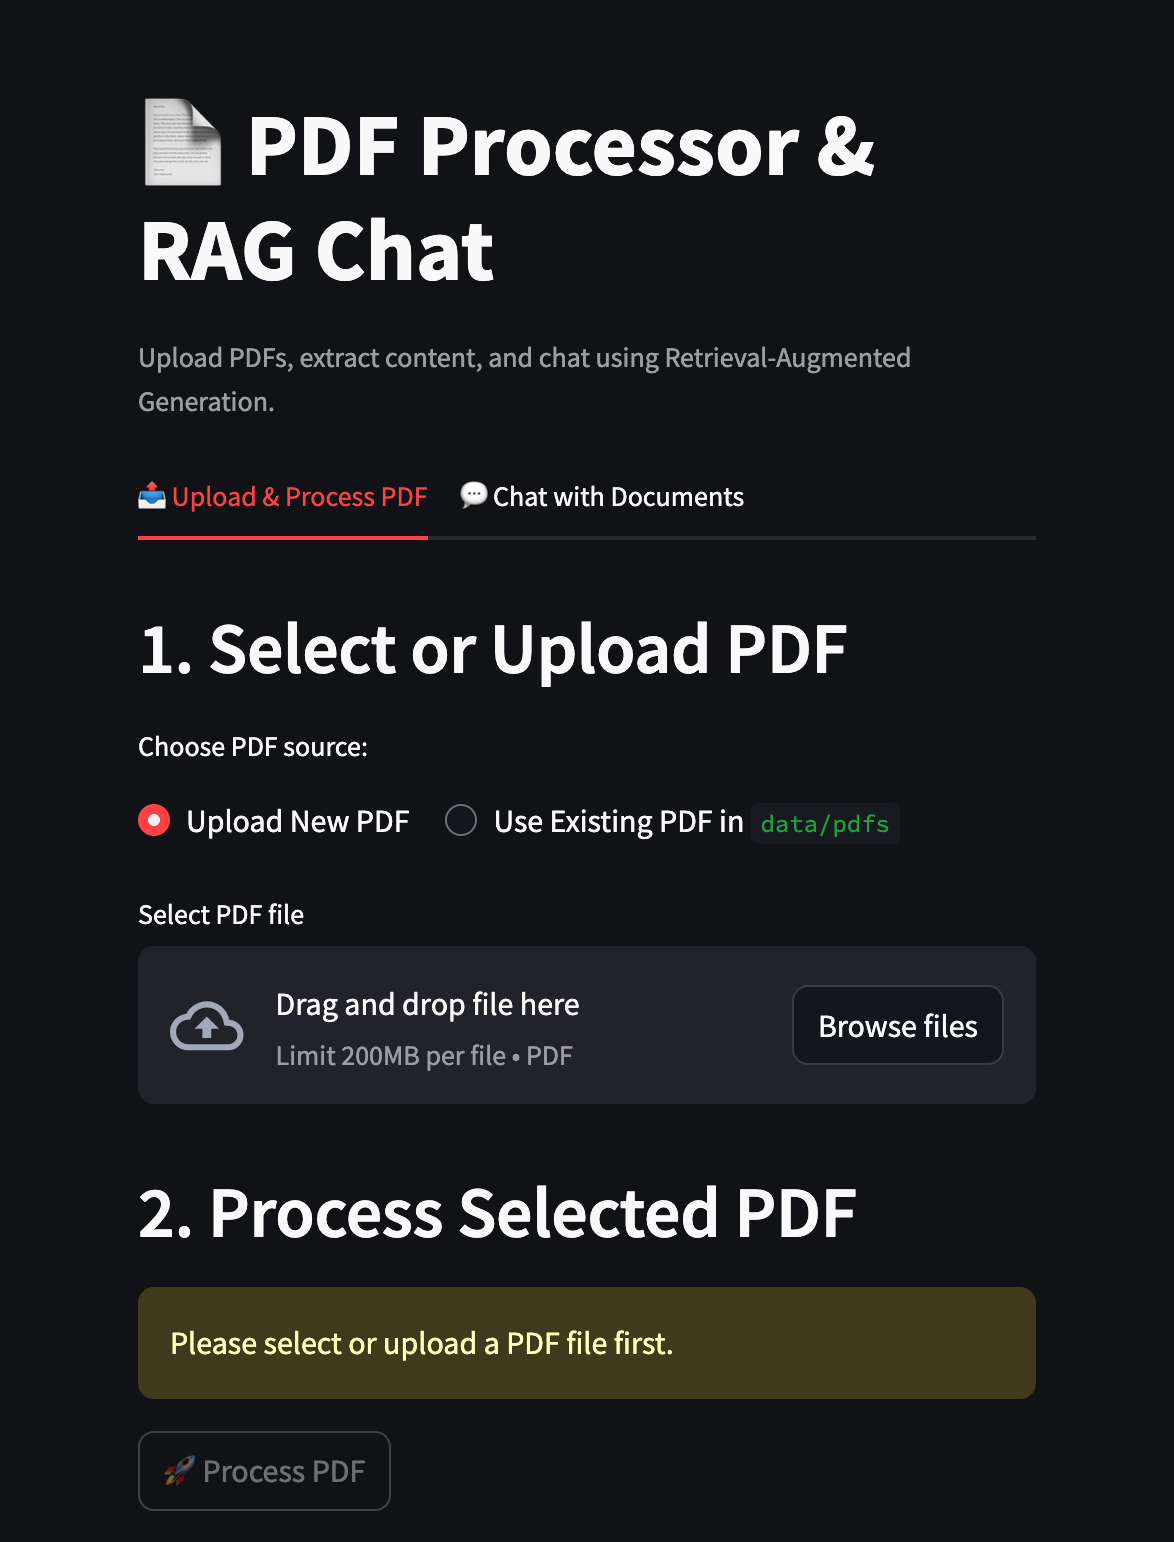 PDF Processor &
RAG Chat
Upload PDFs, extract content, and chat using Retrieval-Augmented
Generation.
Upload & Process PDF
Chat with Documents
1. Select or Upload PDF
Choose PDF source:
Upload New PDF
Use Existing PDF in data/pdfs
Select PDF file
Drag and drop file here
Limit 200MB per file • PDF
Browse files
2. Process Selected PDF
Please select or upload a PDF file first.
Process PDF